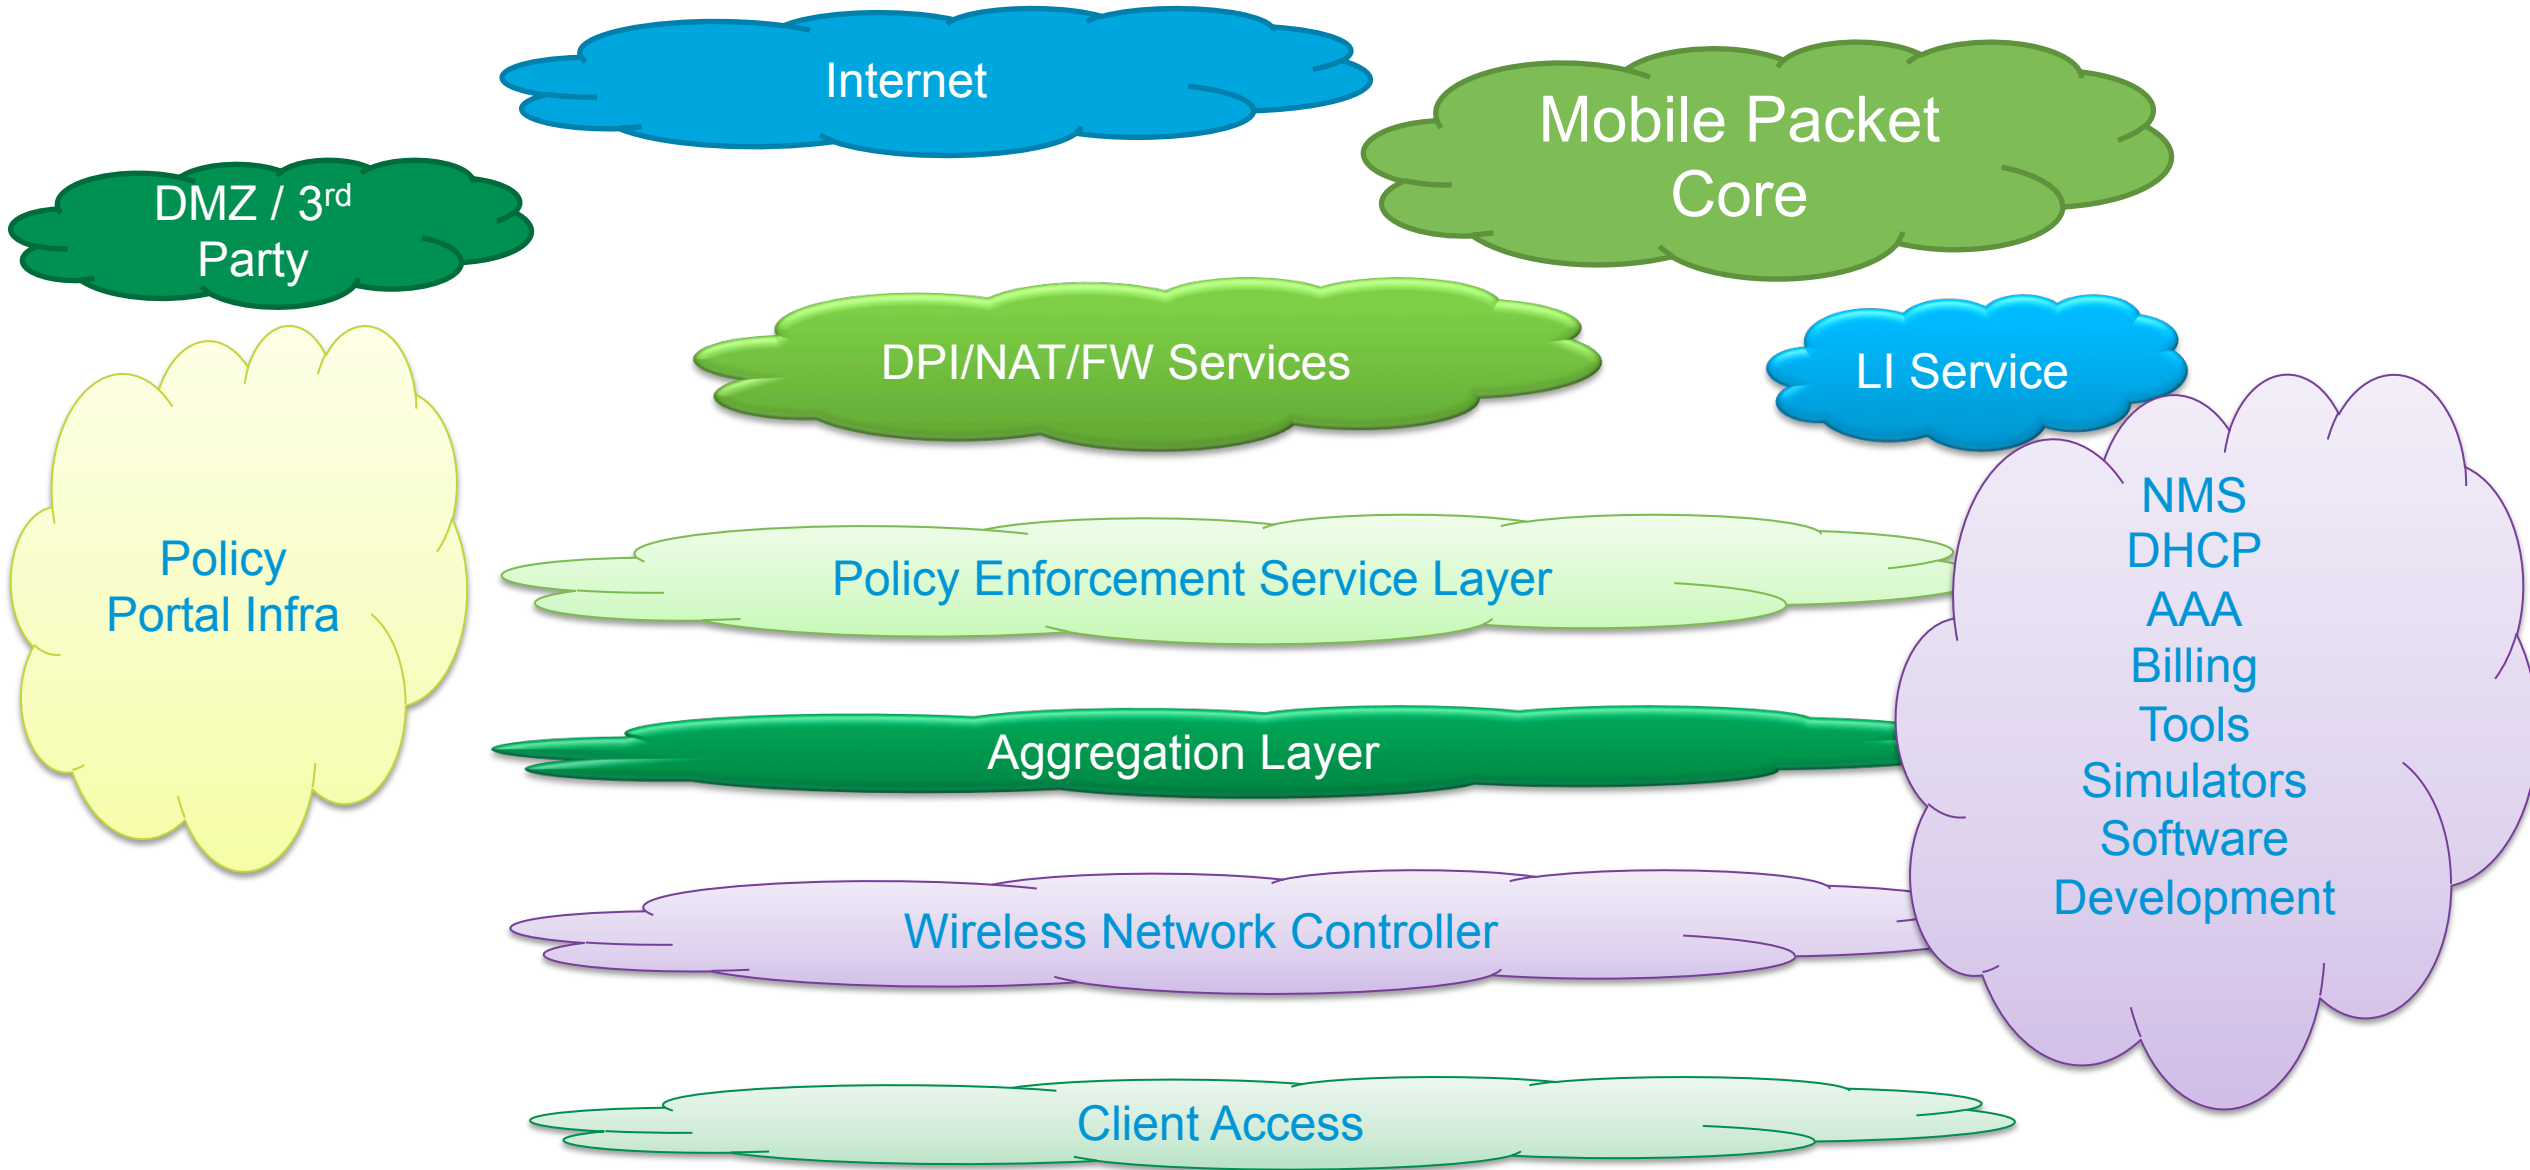 Internet
Mobile Packet
Core
DMZ / 3rd
Party
DPI/NAT/FW Services
LI Service
Policy
Portal Infra
Policy Enforcement Service Layer
NMS
DHCP
AAA
Billing
Tools
Simulators
Software
Development
Aggregation Layer
Wireless Network Controller
Client Access